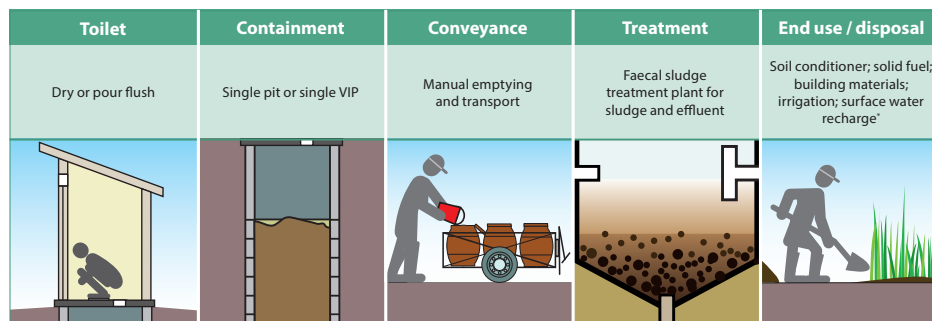 Toilet
Containment
Conveyance
Treatment
End use / disposal
Dry or pour flush
Single pit or single VIP
Manual emptying
and transport
Faecal sludge
treatment plant for
sludge and effluent
Soil conditioner; solid fuel;
building materials;
irrigation; surface water
recharge*